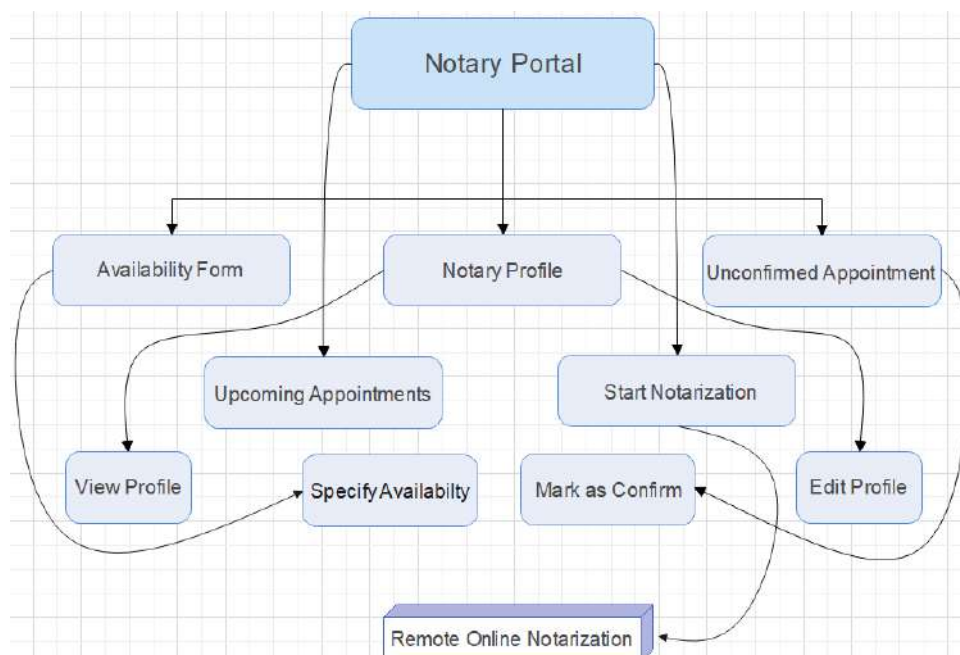 Notary Portal
Availability Form
Notary Profile
Unconfirmed Appointment
Upcoming Appointments
Start Notarization
View Profile
Specify Availabilty
Mark as Confirm
Edit Profile
Remote Online Notarization